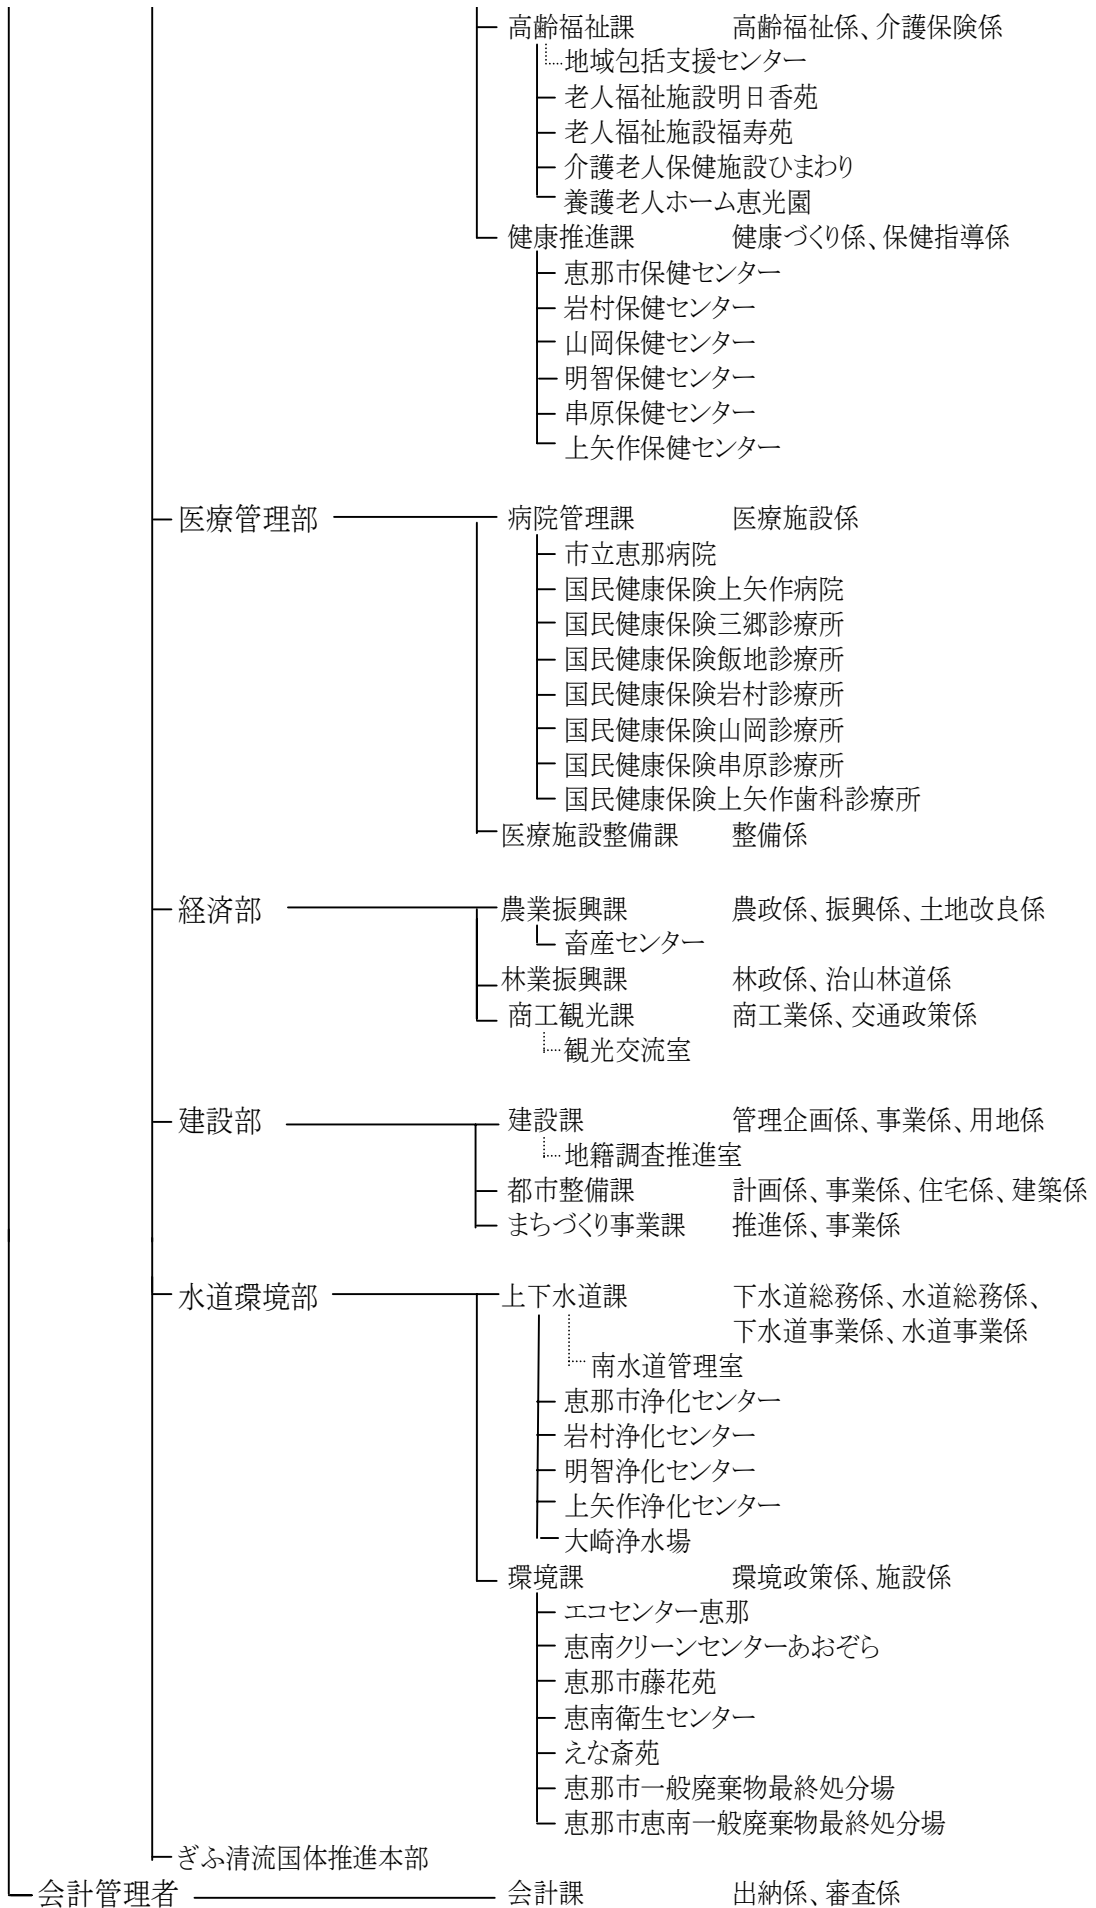 高齢福祉課 高齢福祉係、介護保険係
地域包括支援センター
老人福祉施設明日香苑
老人福祉施設福寿苑
介護老人保健施設ひまわり
養護老人ホーム恵光園
健康推進課 健康づくり係、保健指導係
恵那市保健センター
岩村保健センター
山岡保健センター
明智保健センター
串原保健センター
上矢作保健センター
医療管理部 病院管理課 医療施設係
市立恵那病院
国民健康保険上矢作病院
国民健康保険三郷診療所
国民健康保険飯地診療所
国民健康保険岩村診療所
国民健康保険山岡診療所
国民健康保険串原診療所
国民健康保険上矢作歯科診療所
医療施設整備課 整備係
経済部 農業振興課 農政係、振興係、土地改良係
畜産センター
林業振興課 林政係、治山林道係
商工観光課 商工業係、交通政策係
観光交流室
建設部 建設課 管理企画係、事業係、用地係
地籍調査推進室
都市整備課 計画係、事業係、住宅係、建築係
まちづくり事業課 推進係、事業係
水道環境部 上下水道課 下水道総務係、水道総務係、
下水道事業係、水道事業係
南水道管理室
恵那市浄化センター
岩村浄化センター
明智浄化センター
上矢作浄化センター
大崎浄水場
環境課 環境政策係、施設係
エコセンター恵那
恵南クリーンセンターあおぞら
恵那市藤花苑
恵南衛生センター
えな斎苑
恵那市一般廃棄物最終処分場
恵那市恵南一般廃棄物最終処分場
ぎふ清流国体推進本部
会計管理者 会計課 出納係、審査係